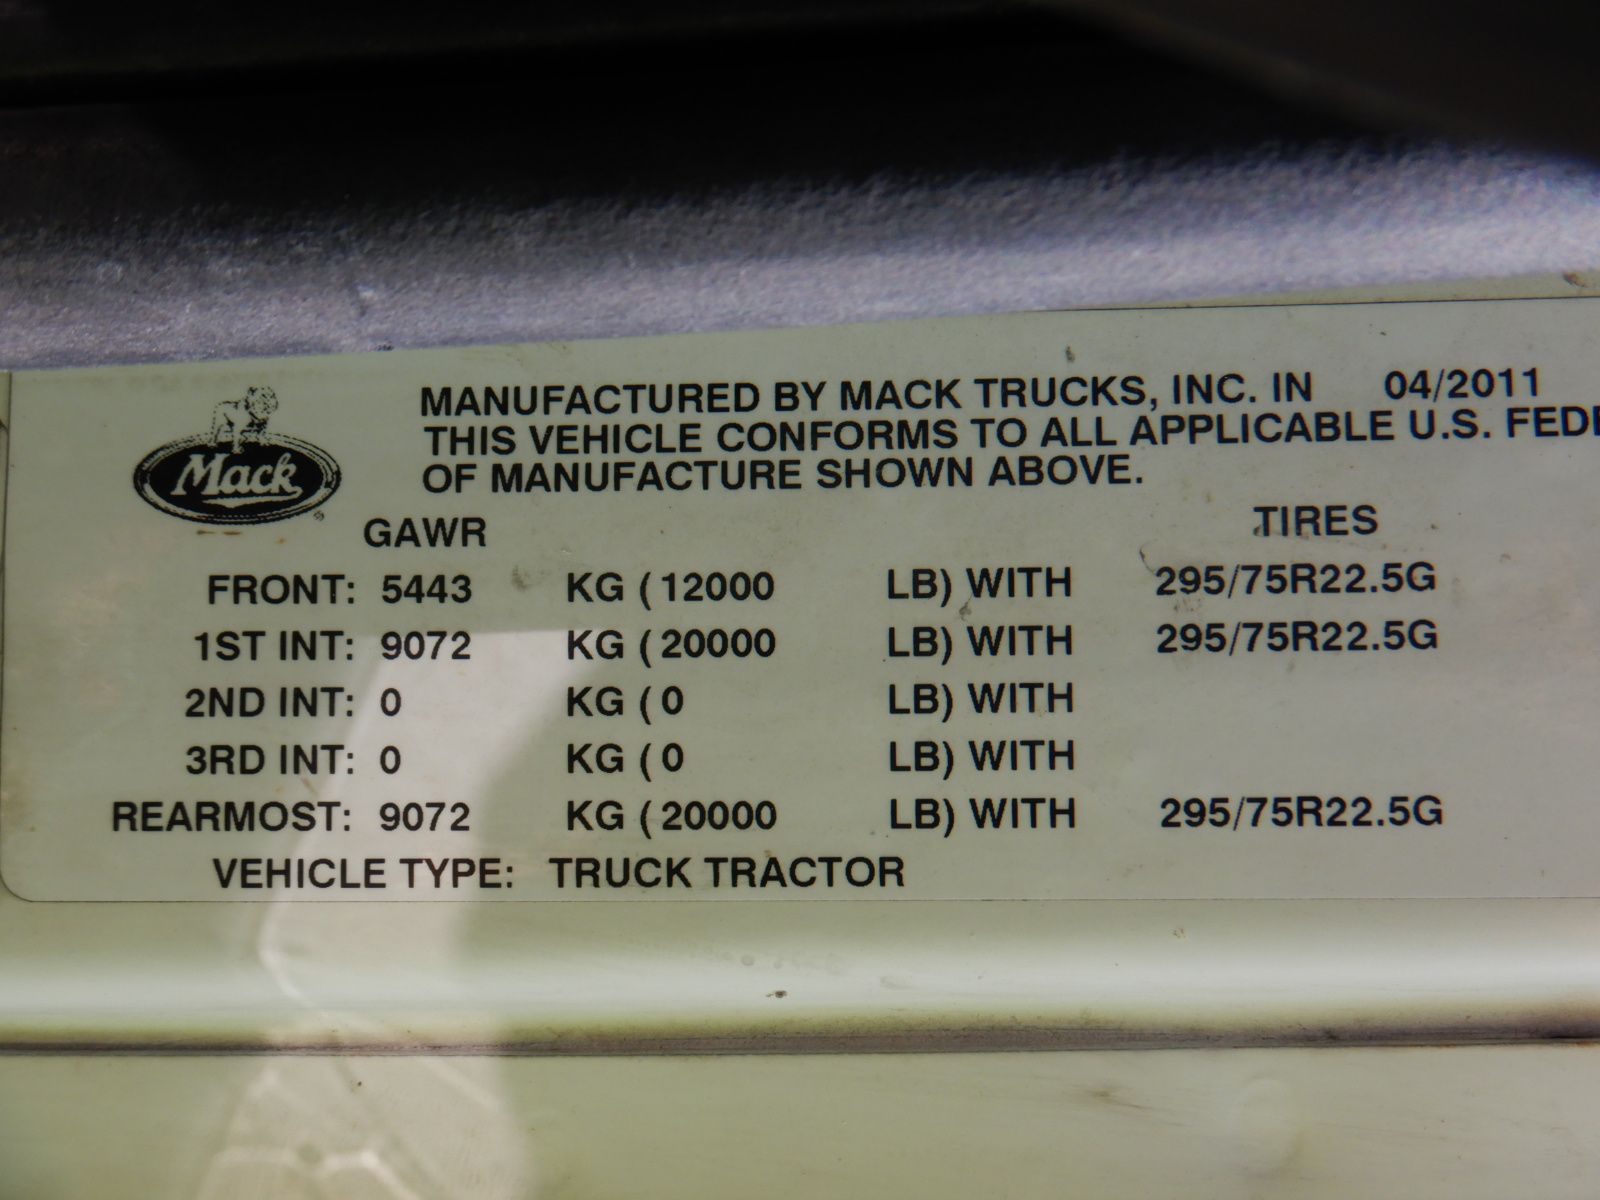 MANUFACTURED BY MACK TRUCKS, INC. IN 04/2011
THIS VEHICLE CONFORMS TO ALL APPLICABLE U.S.
OF MANUFACTURE SHOWN ABOVE.
Mack
GAWR TIRES
FRONT: 5443 KG ( 12000 LB) WITH 295/75R22.5G
1ST INT: 9072 KG ( 20000 LB) WITH 295/75R22.5G
2ND INT: 0 KG ( 0 LB) WITH
3RD INT: 0 KG ( 0 LB) WITH
REARMOST: 9072 KG ( 20000 LB) WITH 295/75R22.5G
VEHICLE TYPE: TRUCK TRACTOR